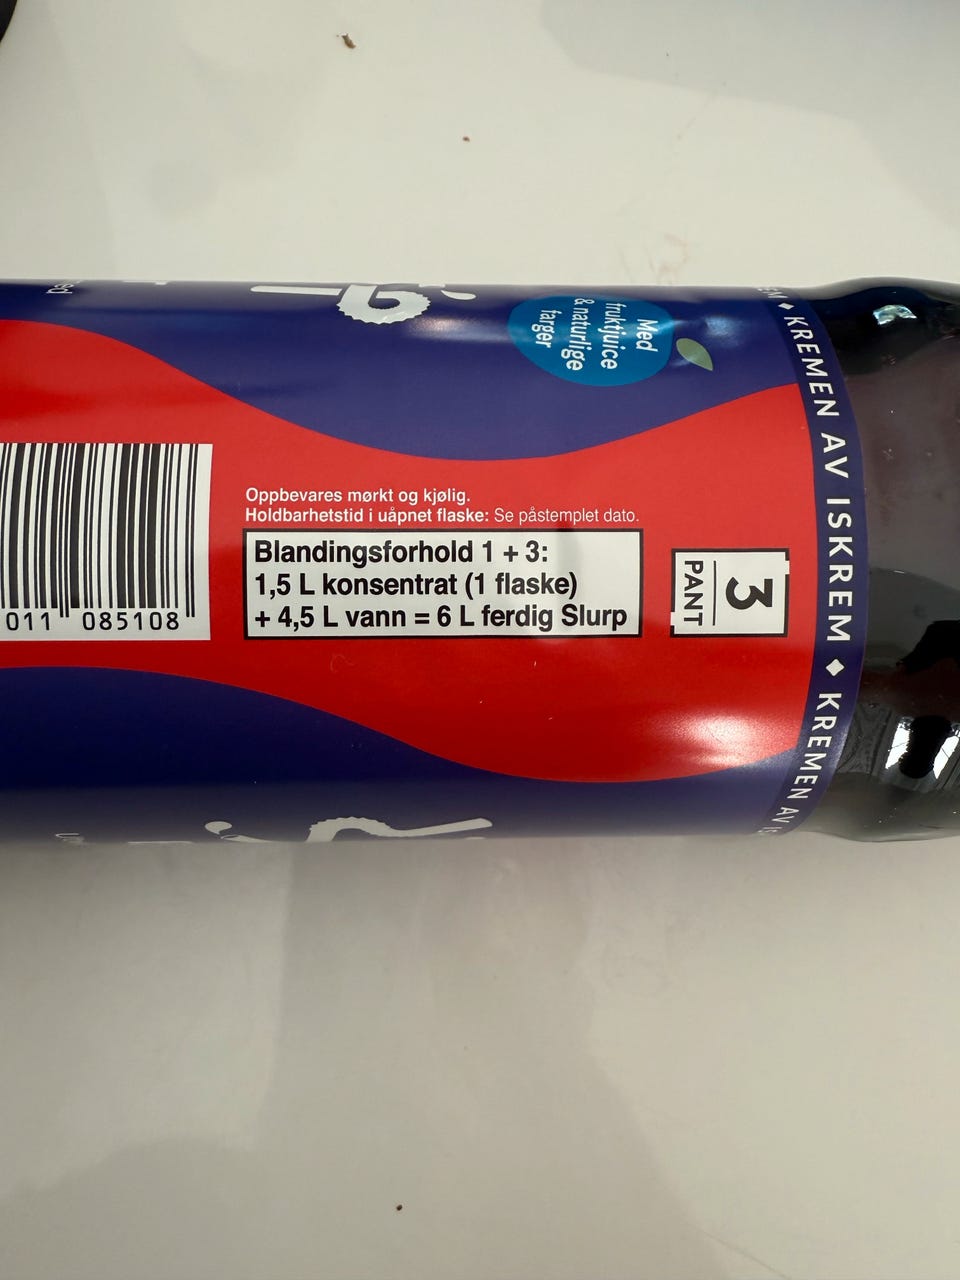 Med
fruktjuice
& naturlige
farger
KREMEN AV ISKREM ◆ KREMEN AV
Oppbevares mørkt og kjølig.
Holdbarhetstid i uåpnet flaske: Se påstemplet dato.
Blandingsforhold 1 + 3:
1,5 L konsentrat (1 flaske)
+ 4,5 L vann = 6 L ferdig Slurp
3
PANT
011 085108